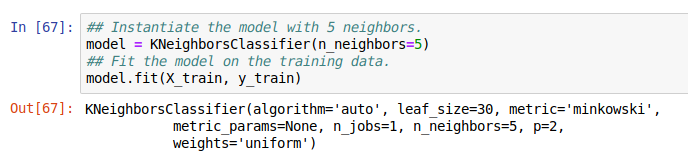 In [67]: ## Instantiate the model with 5 neighbors.
model = KNeighborsClassifier(n_neighbors=5)
## Fit the model on the training data.
model.fit(X_train, y_train)
Out[67]: KNeighborsClassifier(algorithm='auto', leaf_size=30, metric='minkowski',
metric_params=None, n_jobs=1, n_neighbors=5, p=2,
weights='uniform')